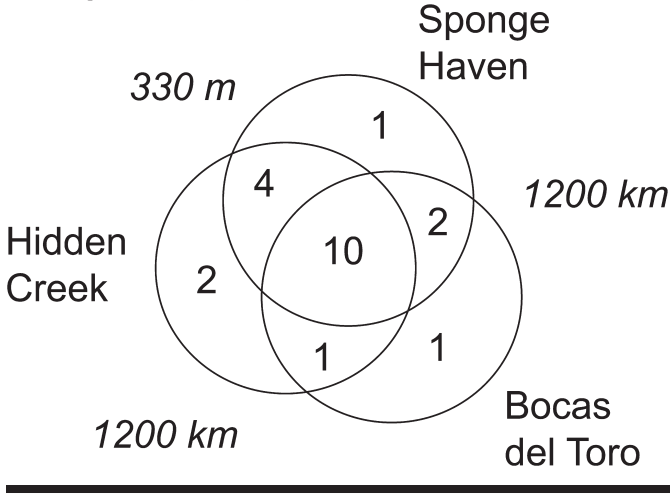 Sponge
Haven
330 m
1
4
1200 km
2
Hidden
Creek
10
2
1
1
Bocas
del Toro
1200 km